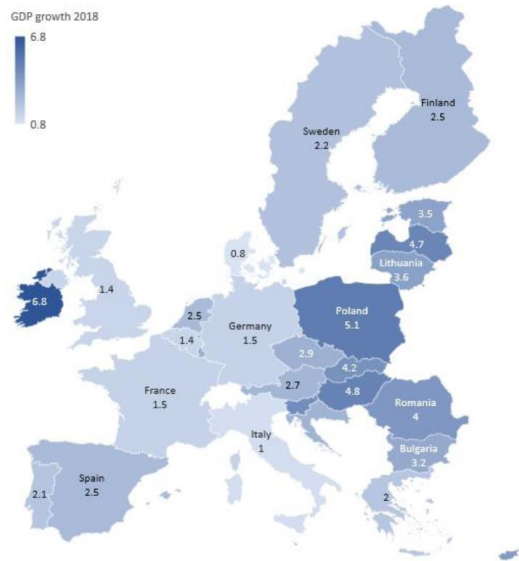 GDP growth 2018
6.8
0.8
Finland
2.5
Sweden
2.2
3.5
4.7
Lithuania
3.6
0.8
1.4
6.8
2.5
Germany
1.5
Poland
5.1
1.4
2.9
4.2
2.7
4.8
France
1.5
Romania
4
Italy
1
Bulgaria
3.2
Spain
2.5
2.1
2